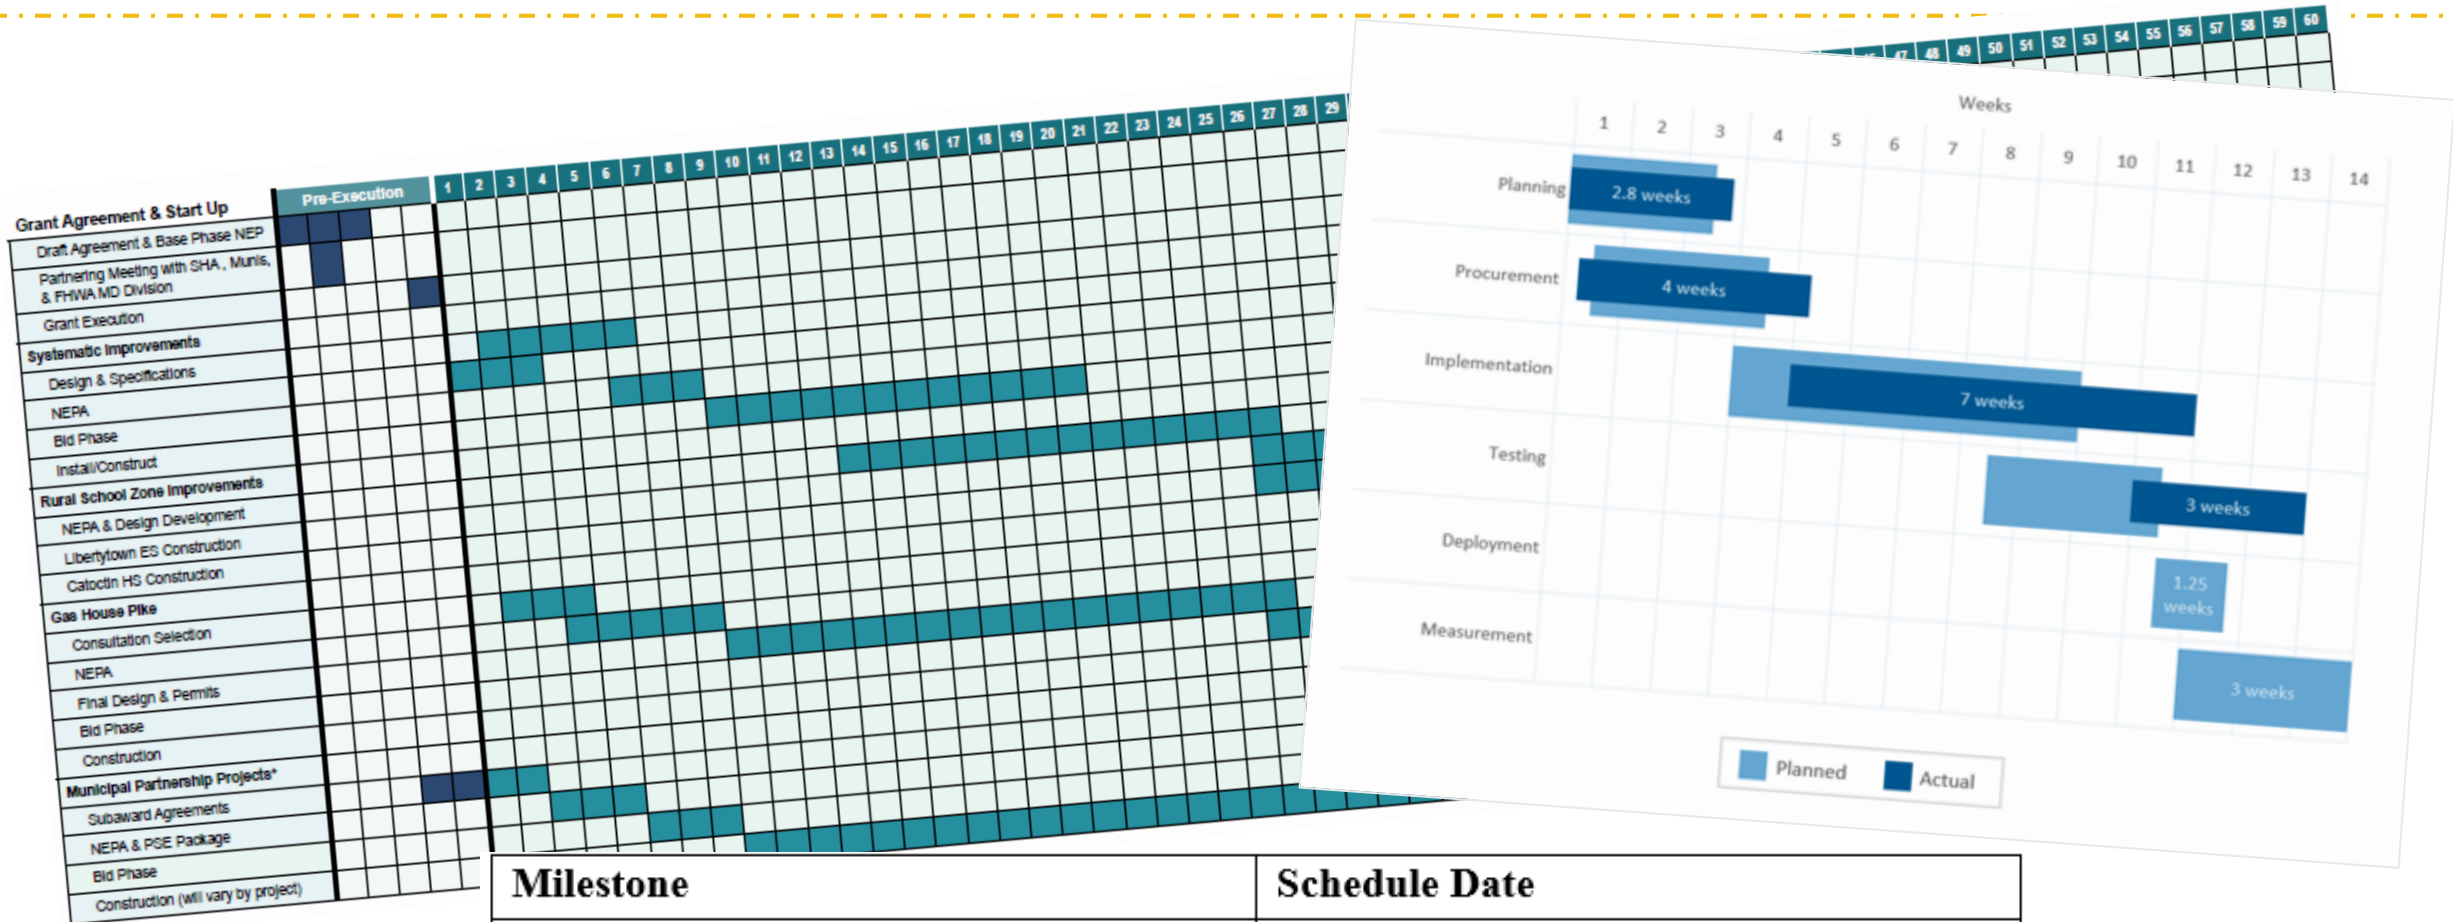 Pre-Execution 1 2 3 4 5 6 7 8 9 10 11 12 13 14 15 16 17 18 19 20 21 22 23 24 25 26 27 28 29
47 48 49 50 51 52 53 54 55 56 57 58 59 60
Grant Agreement & Start Up
Draft Agreement & Base Phase NEP
Partnering Meeting with SHA , Munis,
& FHWA MD Division
Grant Execution
Systematic Improvements
Design & Specifications
NEPA
Bid Phase
Install/Construct
Rural School Zone Improvements
NEPA & Design Development
Libertytown ES Construction
Catoctin HS Construction
Gas House Pike
Consultation Selection
NEPA
Final Design & Permits
Bid Phase
Construction
Municipal Partnership Projects*
Subaward Agreements
NEPA & PSE Package
Bid Phase
Construction (will vary by project)
Weeks
1 2 3 4 5 6 7 8 9 10 11 12 13 14
Planning 2.8 weeks
Procurement 4 weeks
Implementation 7 weeks
Testing 3 weeks
Deployment 1.25
weeks
Measurement 3 weeks
Planned Actual
Milestone Schedule Date